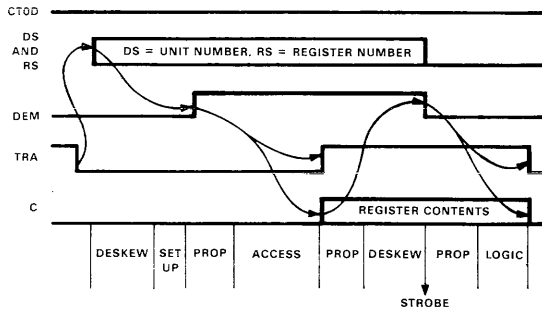 CTOD
DS
AND
RS
DS = UNIT NUMBER, RS = REGISTER NUMBER
DEM
TRA
C
REGISTER CONTENTS
DESKEW
SET
UP
PROP
ACCESS
PROP
DESKEW
PROP
LOGIC
STROBE